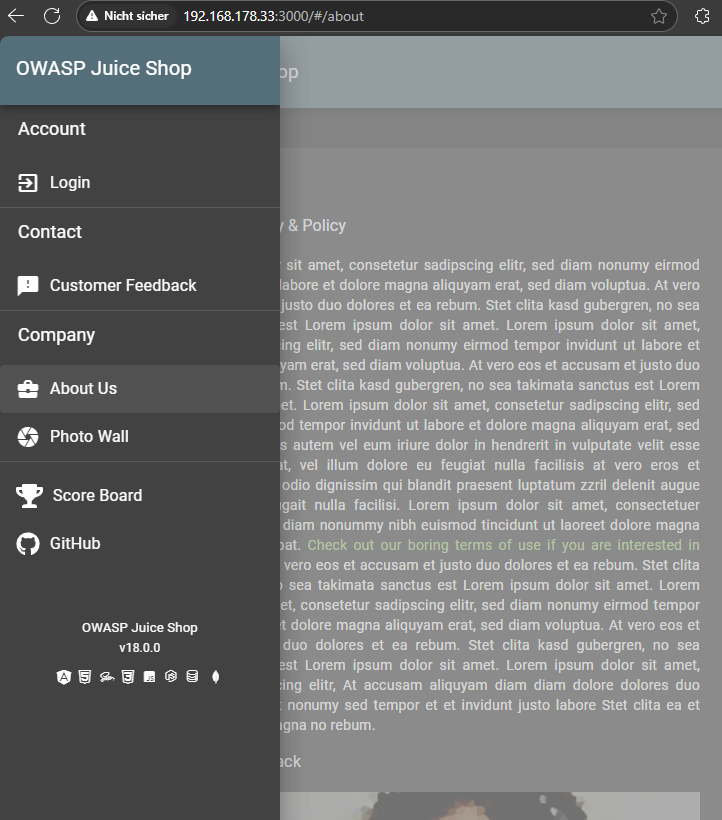 Nicht sicher 192.168.178.33:3000/#/about
OWASP Juice Shop
op
Account
Login
Contact
Customer Feedback
Company
About Us
Photo Wall
Score Board
GitHub
OWASP Juice Shop
v18.0.0
y & Policy
sit amet, consetetur sadipscing elitr, sed diam nonumy eirmod
labore et dolore magna aliquyam erat, sed diam voluptua. At vero
justo duo dolores et ea rebum. Stet clita kasd gubergren, no sea
est Lorem ipsum dolor sit amet. Lorem ipsum dolor sit amet,
ing elitr, sed diam nonumy eirmod tempor invidunt ut labore et
yam erat, sed diam voluptua. At vero eos et accusam et justo duo
m. Stet clita kasd gubergren, no sea takimata sanctus est Lorem
et. Lorem ipsum dolor sit amet, consetetur sadipscing elitr, sed
od tempor invidunt ut labore et dolore magna aliquyam erat, sed
s autem vel eum iriure dolor in hendrerit in vulputate velit esse
at, vel illum dolore eu feugiat nulla facilisis at vero eros et
odio dignissim qui blandit praesent luptatum zzril delenit augue
ugait nulla facilisi. Lorem ipsum dolor sit amet, consectetuer
diam nonummy nibh euismod tincidunt ut laoreet dolore magna
pat. Check out our boring terms of use if you are interested in
vero eos et accusam et justo duo dolores et ea rebum. Stet clita
sea takimata sanctus est Lorem ipsum dolor sit amet. Lorem
et, consetetur sadipscing elitr, sed diam nonumy eirmod tempor
t dolore magna aliquyam erat, sed diam voluptua. At vero eos et
duo dolores et ea rebum. Stet clita kasd gubergren, no sea
est Lorem ipsum dolor sit amet. Lorem ipsum dolor sit amet,
ing elitr, At accusam aliquyam diam diam dolore dolores duo
nonumy sed tempor et et invidunt justo labore Stet clita ea et
agna no rebum.
ack